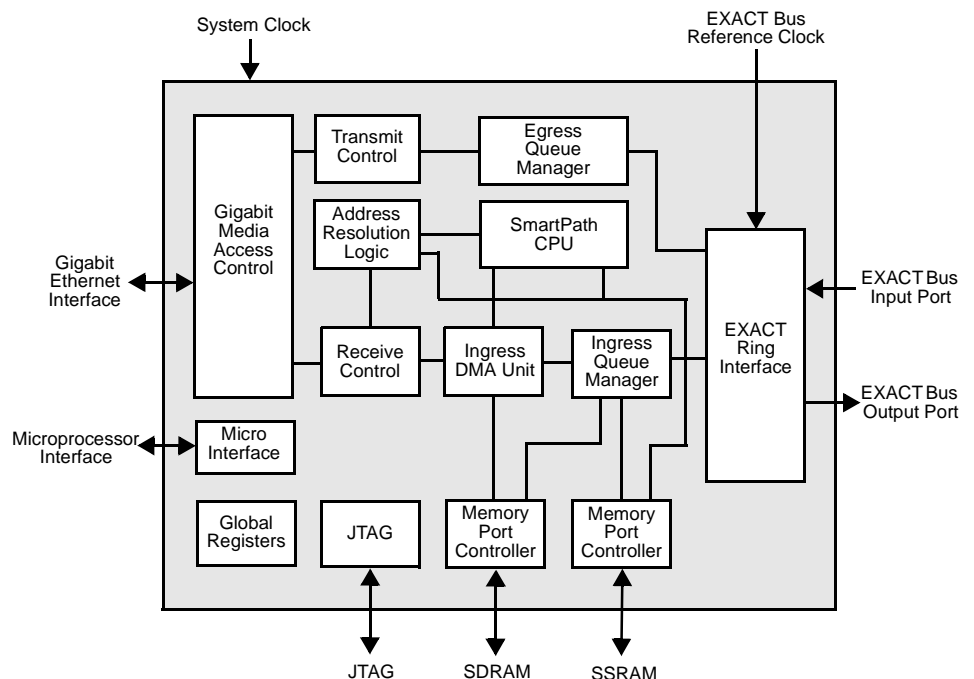 System Clock
EXACT Bus
Reference Clock
Transmit
Control
Egress
Queue
Manager
Gigabit
Media
Access
Control
Address
Resolution
Logic
SmartPath
CPU
Gigabit
Ethernet
Interface
EXACT Bus
Input Port
EXACT
Ring
Interface
Receive
Control
Ingress
DMA Unit
Ingress
Queue
Manager
EXACT Bus
Output Port
Microprocessor
Interface
Micro
Interface
Global
Registers
JTAG
Memory
Port
Controller
Memory
Port
Controller
JTAG
SDRAM
SSRAM